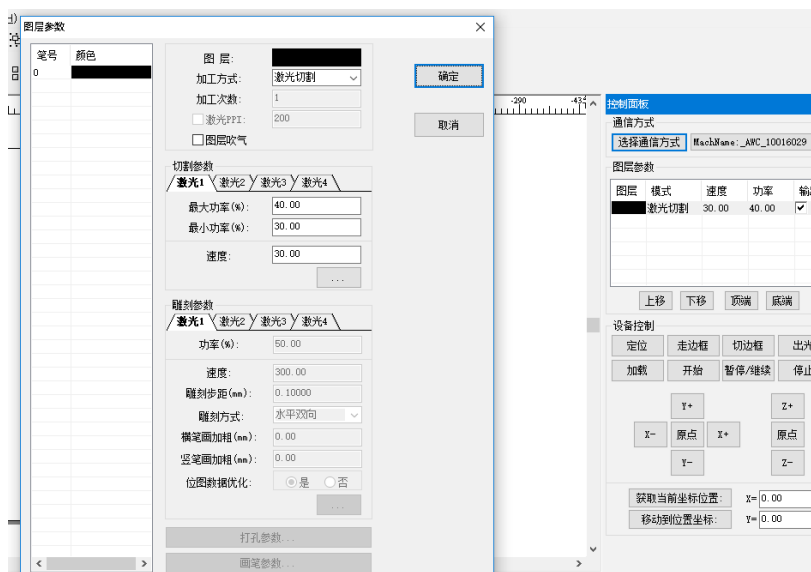 图层参数
笔号 颜色
0
图 层:
加工方式: 激光切割
加工次数: 1
激光PPI: 200
图层吹气
确定
取消
切割参数
激光1 激光2 激光3 激光4
最大功率(%): 40.00
最小功率(%): 30.00
速度: 30.00
...
雕刻参数
激光1 激光2 激光3 激光4
功率(%): 50.00
速度: 300.00
雕刻步距(mm): 0.10000
雕刻方式: 水平双向
横笔画加粗(mm): 0.00
竖笔画加粗(mm): 0.00
位图数据优化: 是 否
...
打孔参数...
画笔参数...
-290
控制面板
通信方式
选择通信方式 MachName:_AWC_10016029
图层参数
图层 模式 速度 功率
激光切割 30.00 40.00
上移 下移 顶端 底端
设备控制
定位 走边框 切边框
加载 开始 暂停/继续 停止
Y+ Z+
X- 原点 X+ 原点
Y- Z-
获取当前坐标位置: X= 0.00
移动到位置坐标: Y= 0.00